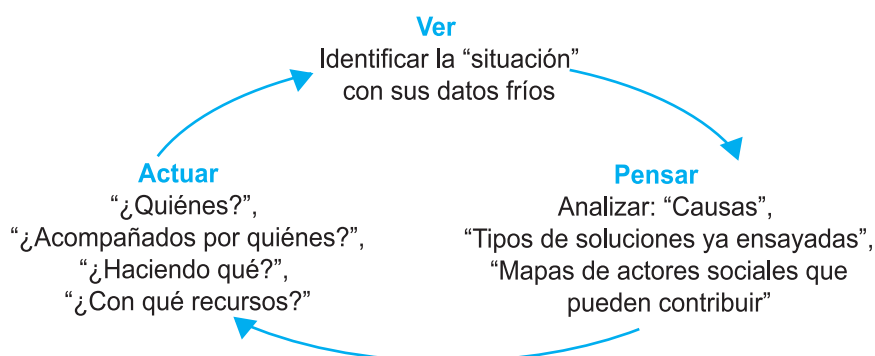 Ver
Identificar la “situación”
con sus datos fríos
Actuar
“¿Quiénes?”,
“¿Acompañados por quiénes?”,
“¿Haciendo qué?”,
“¿Con qué recursos?”
Pensar
Analizar: “Causas”,
“Tipos de soluciones ya ensayadas”,
“Mapas de actores sociales que
pueden contribuir”